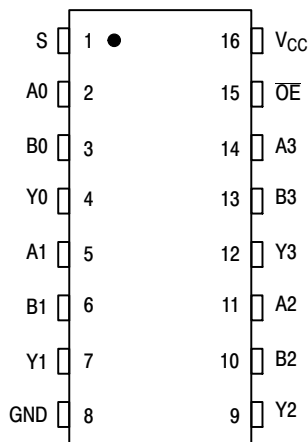 S 1 16 VCC
A0 2 15 OE
B0 3 14 A3
Y0 4 13 B3
A1 5 12 Y3
B1 6 11 A2
Y1 7 10 B2
GND 8 9 Y2